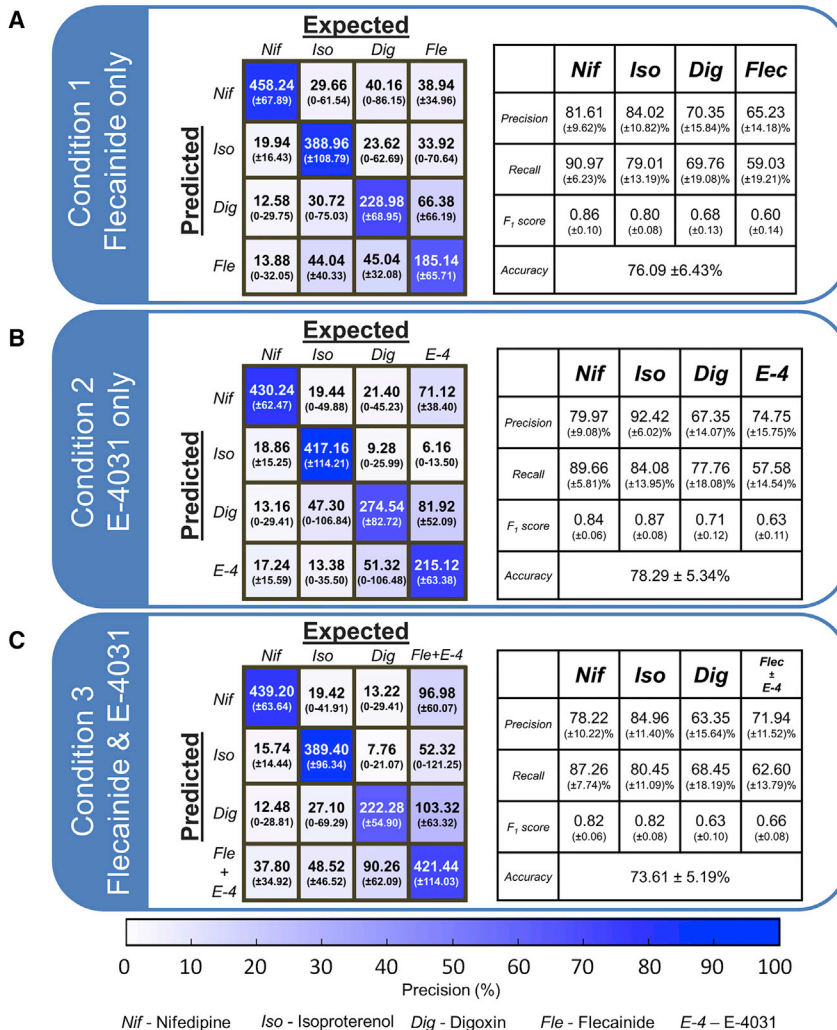 A
Condition 1
Flecainide only
Expected
Nif Iso Dig Fle
Predicted
Nif 458.24 29.66 40.16 38.94
(±67.89) (0-61.54) (0-86.15) (±34.96)
Iso 19.94 388.96 23.62 33.92
(±16.43) (±108.79) (0-62.69) (0-70.64)
Dig 12.58 30.72 228.98 66.38
(0-29.75) (0-75.03) (±68.95) (±66.19)
Fle 13.88 44.04 45.04 185.14
(0-32.05) (±40.33) (±32.08) (±65.71)
Nif Iso Dig Flec
Precision 81.61 84.02 70.35 65.23
(±9.62)% (±10.82)% (±15.84)% (±14.18)%
Recall 90.97 79.01 69.76 59.03
(±6.23)% (±13.19)% (±19.08)% (±19.21)%
F1 score 0.86 0.80 0.68 0.60
(±0.10) (±0.08) (±0.13) (±0.14)
Accuracy 76.09 ±6.43%
B
Condition 2
E-4031 only
Expected
Nif Iso Dig E-4
Predicted
Nif 430.24 19.44 21.40 71.12
(±62.47) (0-49.88) (0-45.23) (±38.40)
Iso 18.86 417.16 9.28 6.16
(±15.25) (±114.21) (0-25.99) (0-13.50)
Dig 13.16 47.30 274.54 81.92
(0-29.41) (0-106.84) (±82.72) (±52.09)
E-4 17.24 13.38 51.32 215.12
(±15.59) (0-35.50) (0-106.48) (±63.38)
Nif Iso Dig E-4
Precision 79.97 92.42 67.35 74.75
(±9.08)% (±6.02)% (±14.07)% (±15.75)%
Recall 89.66 84.08 77.76 57.58
(±5.81)% (±13.95)% (±18.08)% (±14.54)%
F1 score 0.84 0.87 0.71 0.63
(±0.06) (±0.08) (±0.12) (±0.11)
Accuracy 78.29 ± 5.34%
C
Condition 3
Flecainide & E-4031
Expected
Nif Iso Dig Fle+E-4
Predicted
Nif 439.20 19.42 13.22 96.98
(±63.64) (0-41.91) (0-29.41) (±60.07)
Iso 15.74 389.40 7.76 52.32
(±14.44) (±96.34) (0-21.07) (0-121.25)
Dig 12.48 27.10 222.28 103.32
(0-28.81) (0-69.29) (±54.90) (±63.32)
Fle
+
E-4
37.80 48.52 90.26 421.44
(±34.92) (±46.52) (±62.09) (±114.03)
Nif Iso Dig Flec
±
E-4
Precision 78.22 84.96 63.35 71.94
(±10.22)% (±11.40)% (±15.64)% (±11.52)%
Recall 87.26 80.45 68.45 62.60
(±7.74)% (±11.09)% (±18.19)% (±13.79)%
F1 score 0.82 0.82 0.63 0.66
(±0.06) (±0.08) (±0.10) (±0.08)
Accuracy 73.61 ± 5.19%
0 10 20 30 40 50 60 70 80 90 100
Precision (%)
Nif - Nifedipine Iso - Isoproterenol Dig - Digoxin Fle - Flecainide E-4 – E-4031